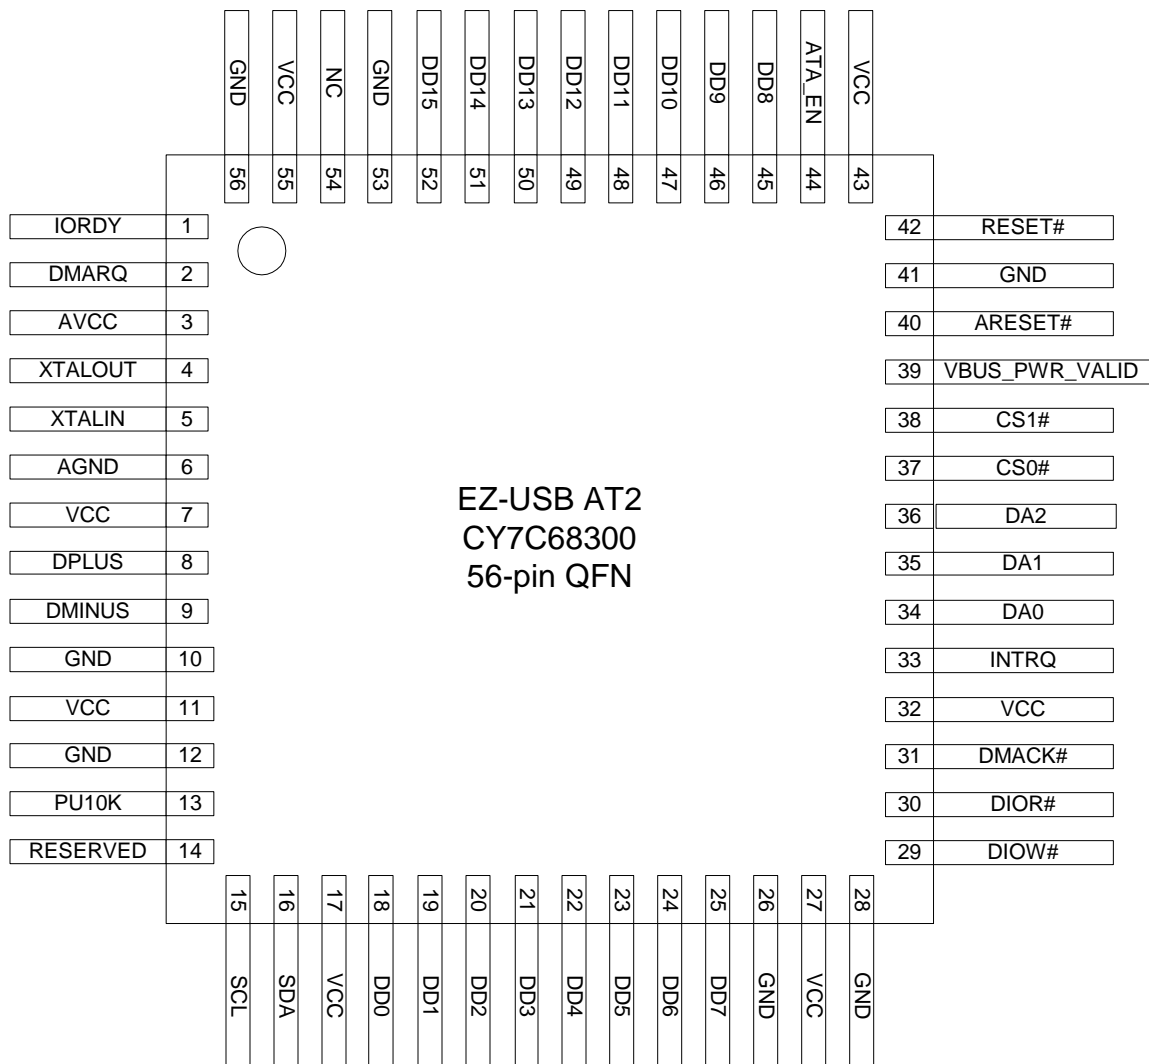 GND VCC NC GND DD15 DD14 DD13 DD12 DD11 DD10 DD9 DD8 ATA_EN VCC
56 55 54 53 52 51 50 49 48 47 46 45 44 43
IORDY 1
DMARQ 2
AVCC 3
XTALOUT 4
XTALIN 5
AGND 6
VCC 7
DPLUS 8
DMINUS 9
GND 10
VCC 11
GND 12
PU10K 13
RESERVED 14
EZ-USB AT2
CY7C68300
56-pin QFN
42 RESET#
41 GND
40 ARESET#
39 VBUS_PWR_VALID
38 CS1#
37 CS0#
36 DA2
35 DA1
34 DA0
33 INTRQ
32 VCC
31 DMACK#
30 DIOR#
29 DIOW#
15 16 17 18 19 20 21 22 23 24 25 26 27 28
SCL SDA VCC DD0 DD1 DD2 DD3 DD4 DD5 DD6 DD7 GND VCC GND